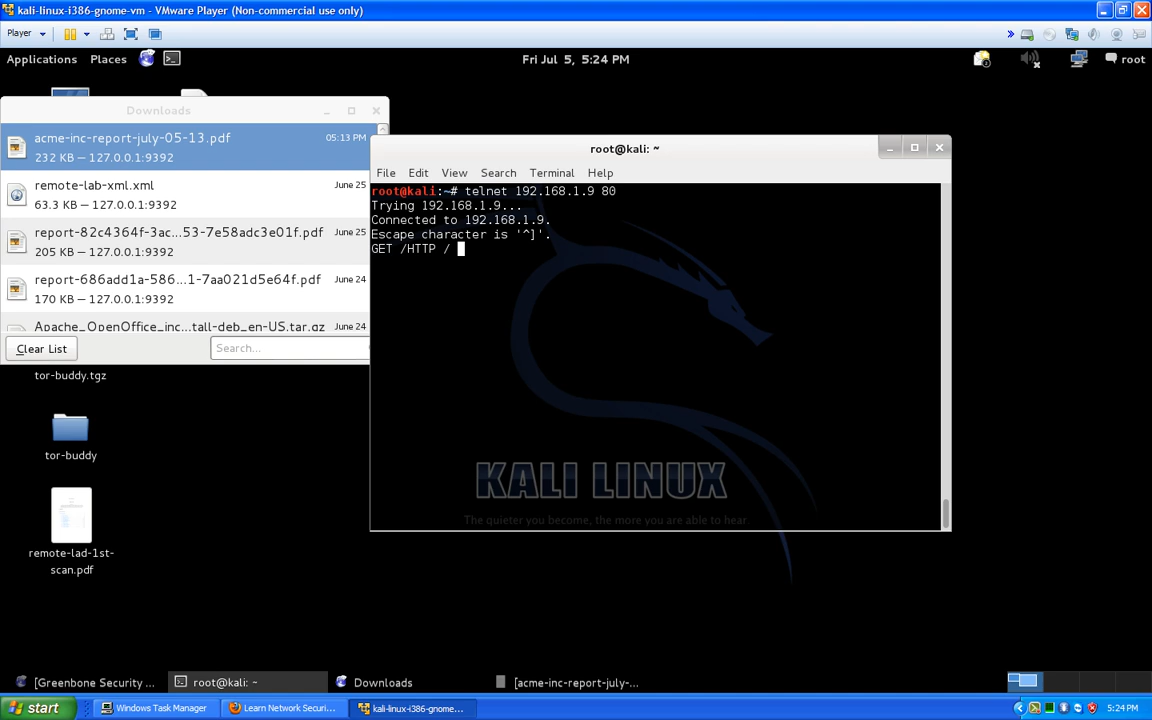 kali-linux-i386-gnome-vm - VMware Player (Non-commercial use only)
Player
Applications Places
Fri Jul 5, 5:24 PM
root
Downloads
acme-inc-report-july-05-13.pdf 05:13 PM
232 KB — 127.0.0.1:9392
remote-lab-xml.xml June 25
63.3 KB — 127.0.0.1:9392
report-82c4364f-3ac...53-7e58adc3e01f.pdf June 25
205 KB — 127.0.0.1:9392
report-686add1a-586...1-7aa021d5e64f.pdf June 24
170 KB — 127.0.0.1:9392
Apache_OpenOffice_inc...tall-deb_en-US.tar.gz June 24
Clear List
Search...
tor-buddy.tgz
tor-buddy
remote-lad-1st-
scan.pdf
root@kali: ~
File Edit View Search Terminal Help
root@kali:~# telnet 192.168.1.9 80
Trying 192.168.1.9...
Connected to 192.168.1.9.
Escape character is '^]'.
GET /HTTP /
KALI LINUX
The quieter you become, the more you are able to hear.
[Greenbone Security ...
root@kali: ~
Downloads
[acme-inc-report-july-...
start
Windows Task Manager
Learn Network Securi...
kali-linux-i386-gnome...
5:24 PM